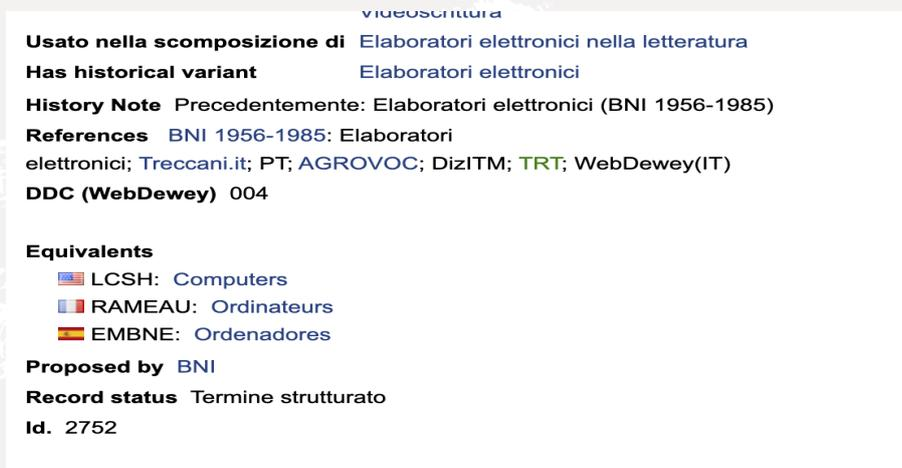 Videoscrittura
Usato nella scomposizione di Elaboratori elettronici nella letteratura
Has historical variant Elaboratori elettronici
History Note Precedentemente: Elaboratori elettronici (BNI 1956-1985)
References BNI 1956-1985: Elaboratori
elettronici; Treccani.it; PT; AGROVOC; DizITM; TRT; WebDewey(IT)
DDC (WebDewey) 004
Equivalents
LCSH: Computers
RAMEAU: Ordinateurs
EMBNE: Ordenadores
Proposed by BNI
Record status Termine strutturato
Id. 2752